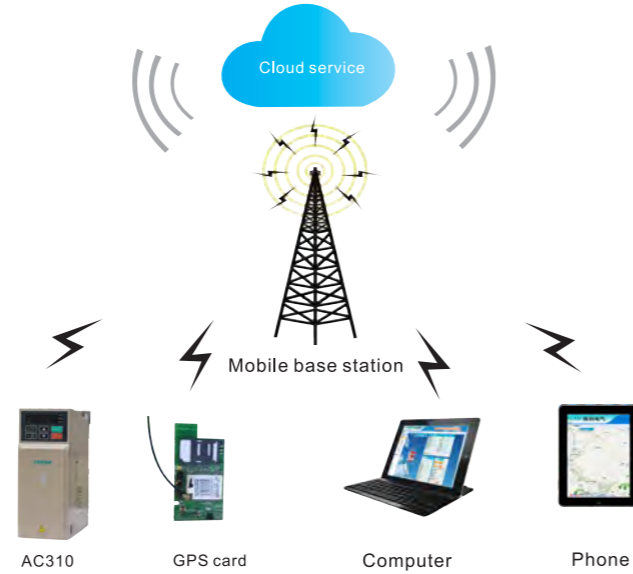 Cloud service
Mobile base station
AC310
GPS card
Computer
Phone